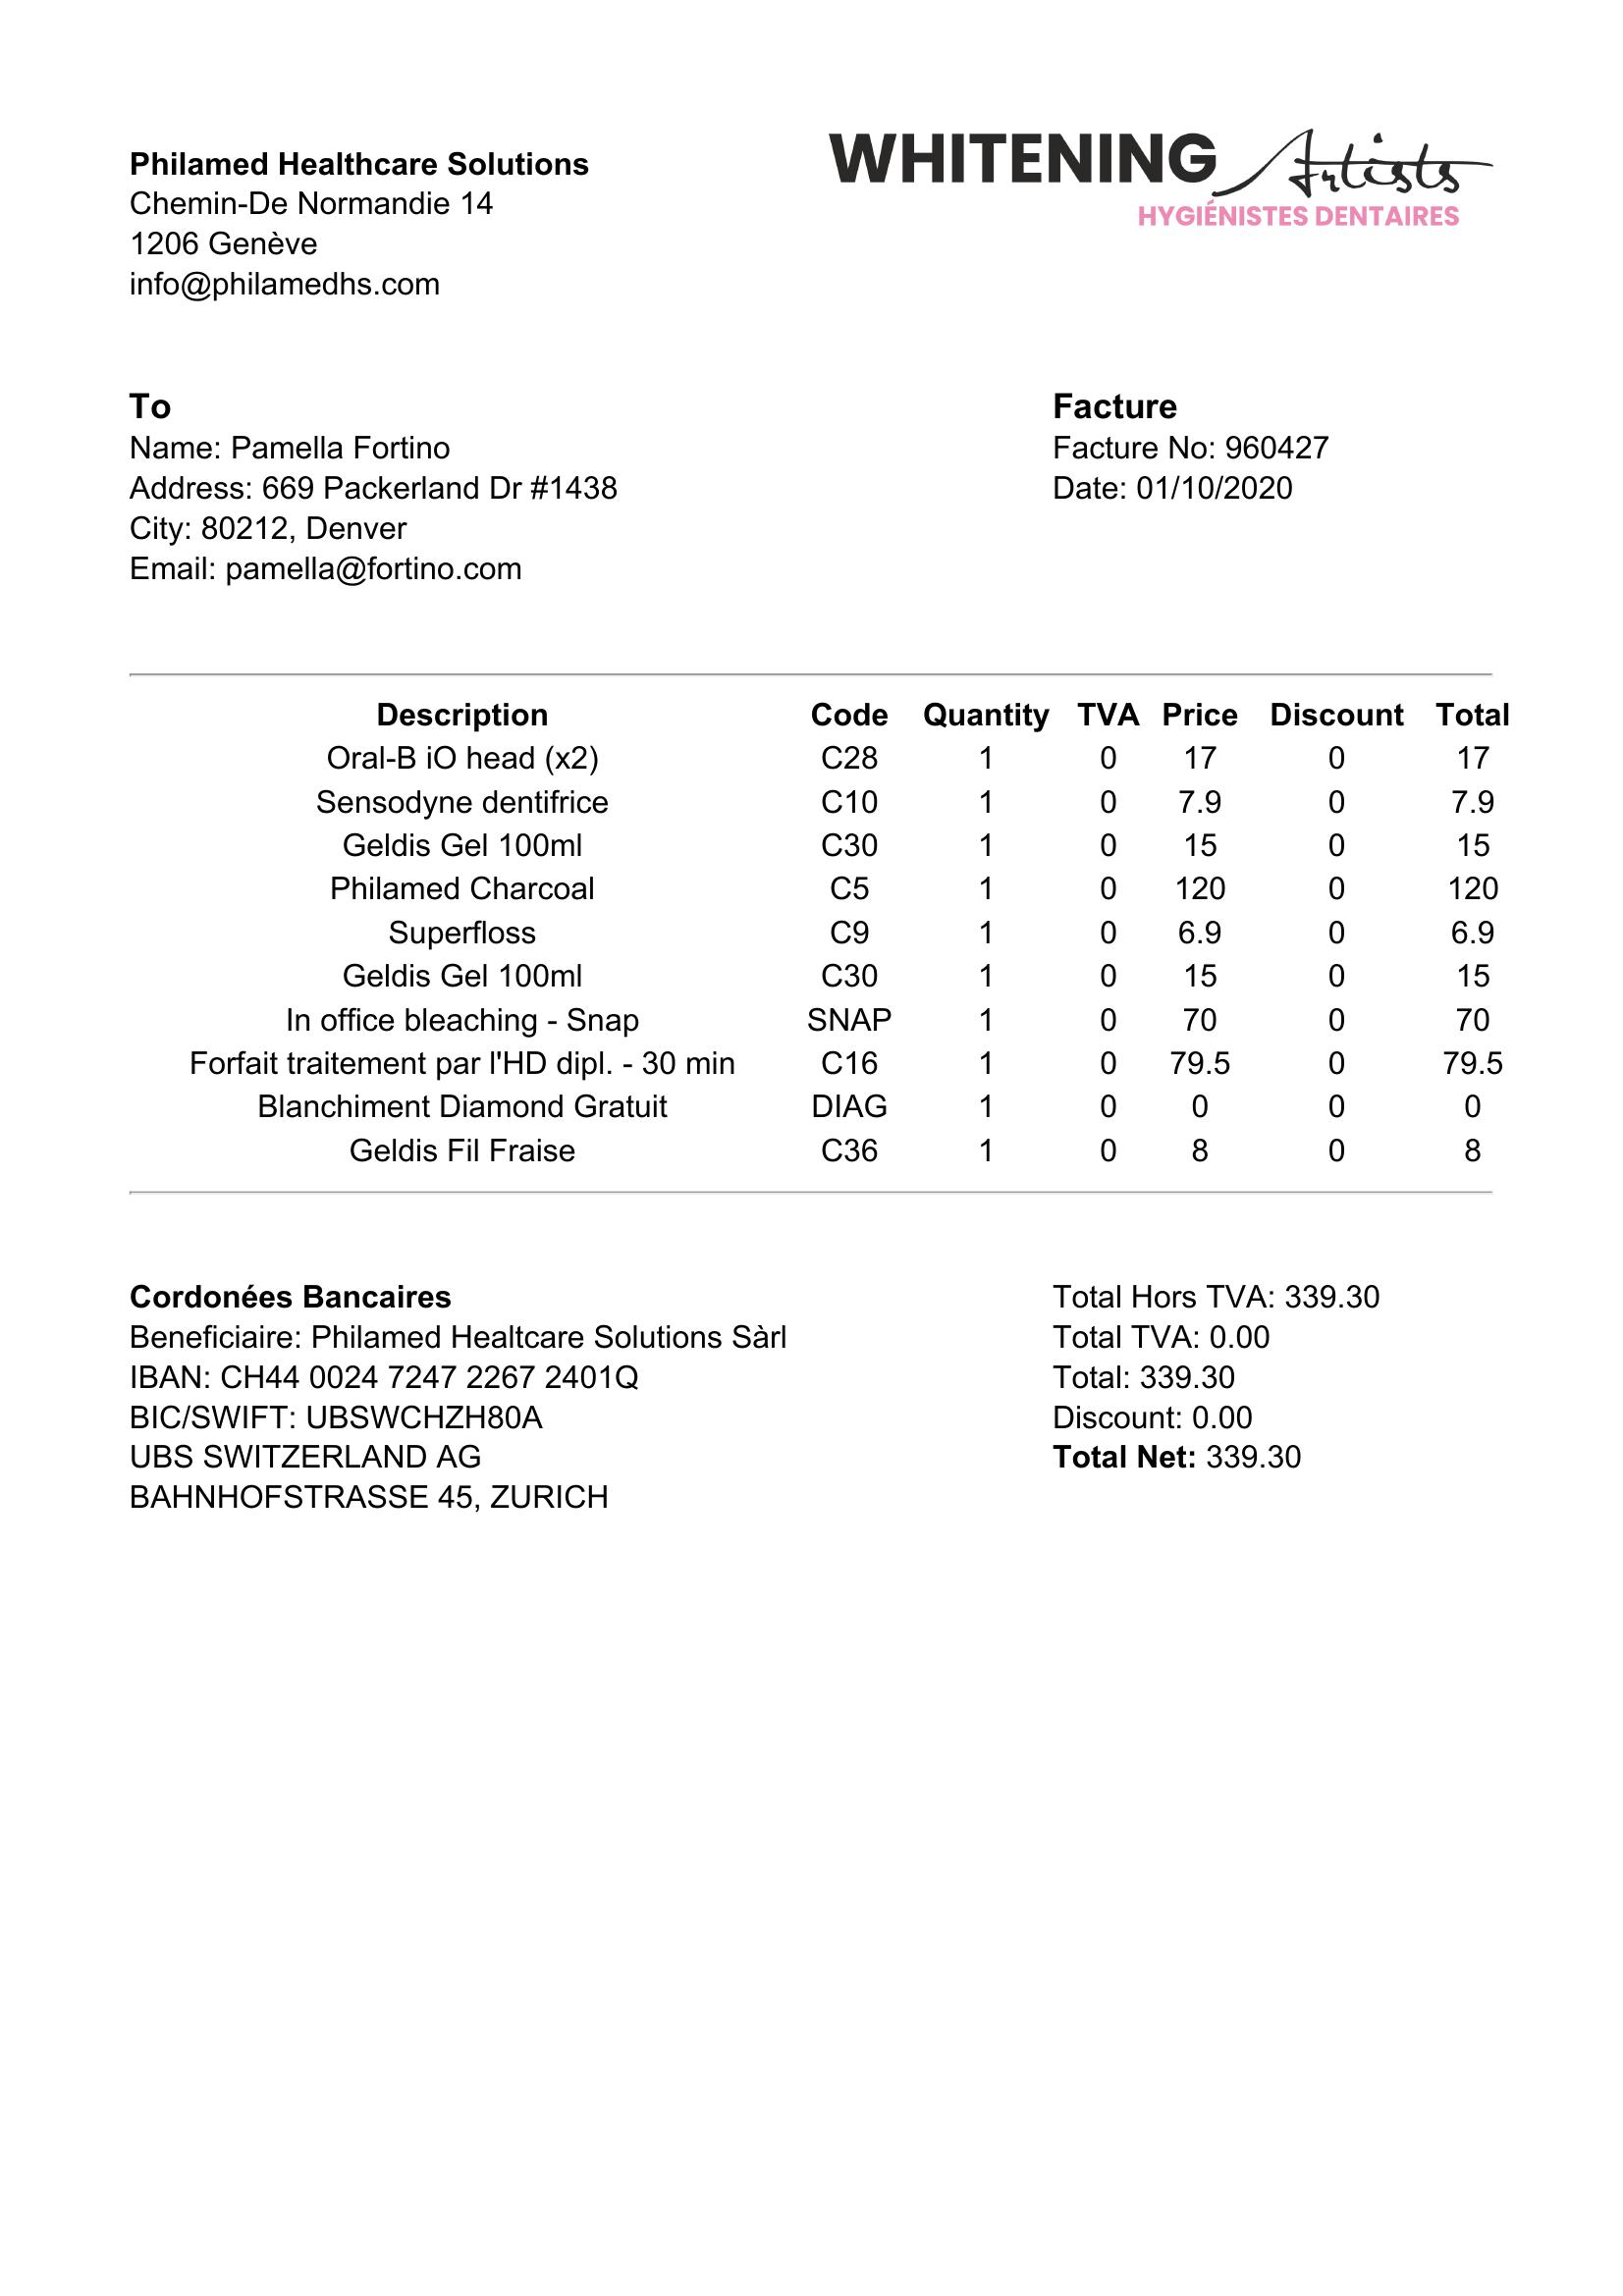 Philamed Healthcare Solutions
Chemin-De Normandie 14
1206 Genève
info@philamedhs.com
WHITENING Artists
HYGIÉNISTES DENTAIRES
To
Name: Pamella Fortino
Address: 669 Packerland Dr #1438
City: 80212, Denver
Email: pamella@fortino.com
Facture
Facture No: 960427
Date: 01/10/2020
Description Code Quantity TVA Price Discount Total
Oral-B iO head (x2) C28 1 0 17 0 17
Sensodyne dentifrice C10 1 0 7.9 0 7.9
Geldis Gel 100ml C30 1 0 15 0 15
Philamed Charcoal C5 1 0 120 0 120
Superfloss C9 1 0 6.9 0 6.9
Geldis Gel 100ml C30 1 0 15 0 15
In office bleaching - Snap SNAP 1 0 70 0 70
Forfait traitement par l'HD dipl. - 30 min C16 1 0 79.5 0 79.5
Blanchiment Diamond Gratuit DIAG 1 0 0 0 0
Geldis Fil Fraise C36 1 0 8 0 8
Cordonées Bancaires
Beneficiaire: Philamed Healtcare Solutions Sàrl
IBAN: CH44 0024 7247 2267 2401Q
BIC/SWIFT: UBSWCHZH80A
UBS SWITZERLAND AG
BAHNHOFSTRASSE 45, ZURICH
Total Hors TVA: 339.30
Total TVA: 0.00
Total: 339.30
Discount: 0.00
Total Net: 339.30